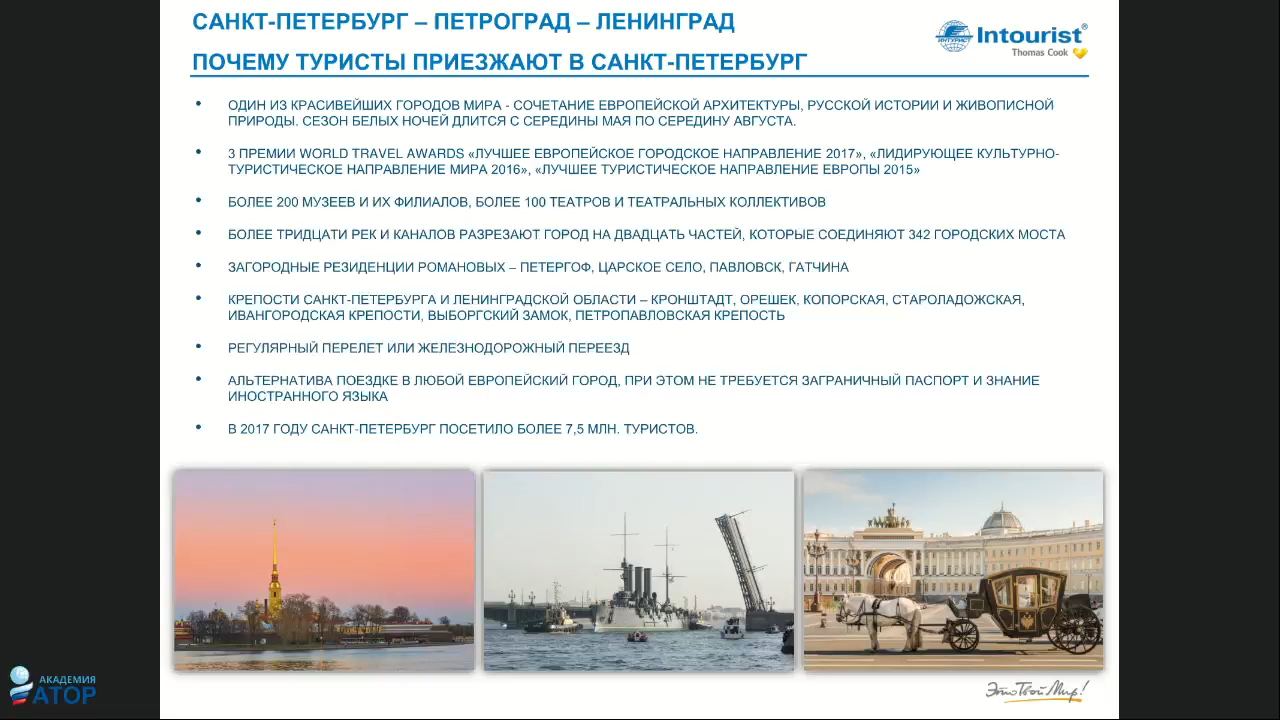 САНКТ-ПЕТЕРБУРГ – ПЕТРОГРАД – ЛЕНИНГРАД
ПОЧЕМУ ТУРИСТЫ ПРИЕЗЖАЮТ В САНКТ-ПЕТЕРБУРГ
ИНТУРИСТ
Intourist®
Thomas Cook
• ОДИН ИЗ КРАСИВЕЙШИХ ГОРОДОВ МИРА - СОЧЕТАНИЕ ЕВРОПЕЙСКОЙ АРХИТЕКТУРЫ, РУССКОЙ ИСТОРИИ И ЖИВОПИСНОЙ
ПРИРОДЫ. СЕЗОН БЕЛЫХ НОЧЕЙ ДЛИТСЯ С СЕРЕДИНЫ МАЯ ПО СЕРЕДИНУ АВГУСТА.
• 3 ПРЕМИИ WORLD TRAVEL AWARDS «ЛУЧШЕЕ ЕВРОПЕЙСКОЕ ГОРОДСКОЕ НАПРАВЛЕНИЕ 2017», «ЛИДИРУЮЩЕЕ КУЛЬТУРНО-
ТУРИСТИЧЕСКОЕ НАПРАВЛЕНИЕ МИРА 2016», «ЛУЧШЕЕ ТУРИСТИЧЕСКОЕ НАПРАВЛЕНИЕ ЕВРОПЫ 2015»
• БОЛЕЕ 200 МУЗЕЕВ И ИХ ФИЛИАЛОВ, БОЛЕЕ 100 ТЕАТРОВ И ТЕАТРАЛЬНЫХ КОЛЛЕКТИВОВ
• БОЛЕЕ ТРИДЦАТИ РЕК И КАНАЛОВ РАЗРЕЗАЮТ ГОРОД НА ДВАДЦАТЬ ЧАСТЕЙ, КОТОРЫЕ СОЕДИНЯЮТ 342 ГОРОДСКИХ МОСТА
• ЗАГОРОДНЫЕ РЕЗИДЕНЦИИ РОМАНОВЫХ – ПЕТЕРГОФ, ЦАРСКОЕ СЕЛО, ПАВЛОВСК, ГАТЧИНА
• КРЕПОСТИ САНКТ-ПЕТЕРБУРГА И ЛЕНИНГРАДСКОЙ ОБЛАСТИ – КРОНШТАДТ, ОРЕШЕК, КОПОРСКАЯ, СТАРОЛАДОЖСКАЯ,
ИВАНГОРОДСКАЯ КРЕПОСТИ, ВЫБОРГСКИЙ ЗАМОК, ПЕТРОПАВЛОВСКАЯ КРЕПОСТЬ
• РЕГУЛЯРНЫЙ ПЕРЕЛЕТ ИЛИ ЖЕЛЕЗНОДОРОЖНЫЙ ПЕРЕЕЗД
• АЛЬТЕРНАТИВА ПОЕЗДКЕ В ЛЮБОЙ ЕВРОПЕЙСКИЙ ГОРОД, ПРИ ЭТОМ НЕ ТРЕБУЕТСЯ ЗАГРАНИЧНЫЙ ПАСПОРТ И ЗНАНИЕ
ИНОСТРАННОГО ЯЗЫКА
• В 2017 ГОДУ САНКТ-ПЕТЕРБУРГ ПОСЕТИЛО БОЛЕЕ 7,5 МЛН. ТУРИСТОВ.
АКАДЕМИЯ
АТОР
Это Твой Мир!